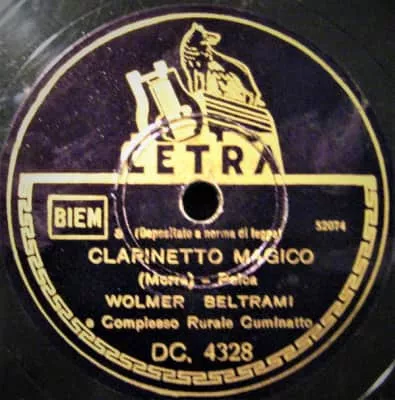 CETRA
BIEM
(Depositato a norma di legge)
52074
CLARINETTO MAGICO
(Morra) - Polca
WOLMER BELTRAMI
e Complesso Rurale Cuminatto
DC. 4328